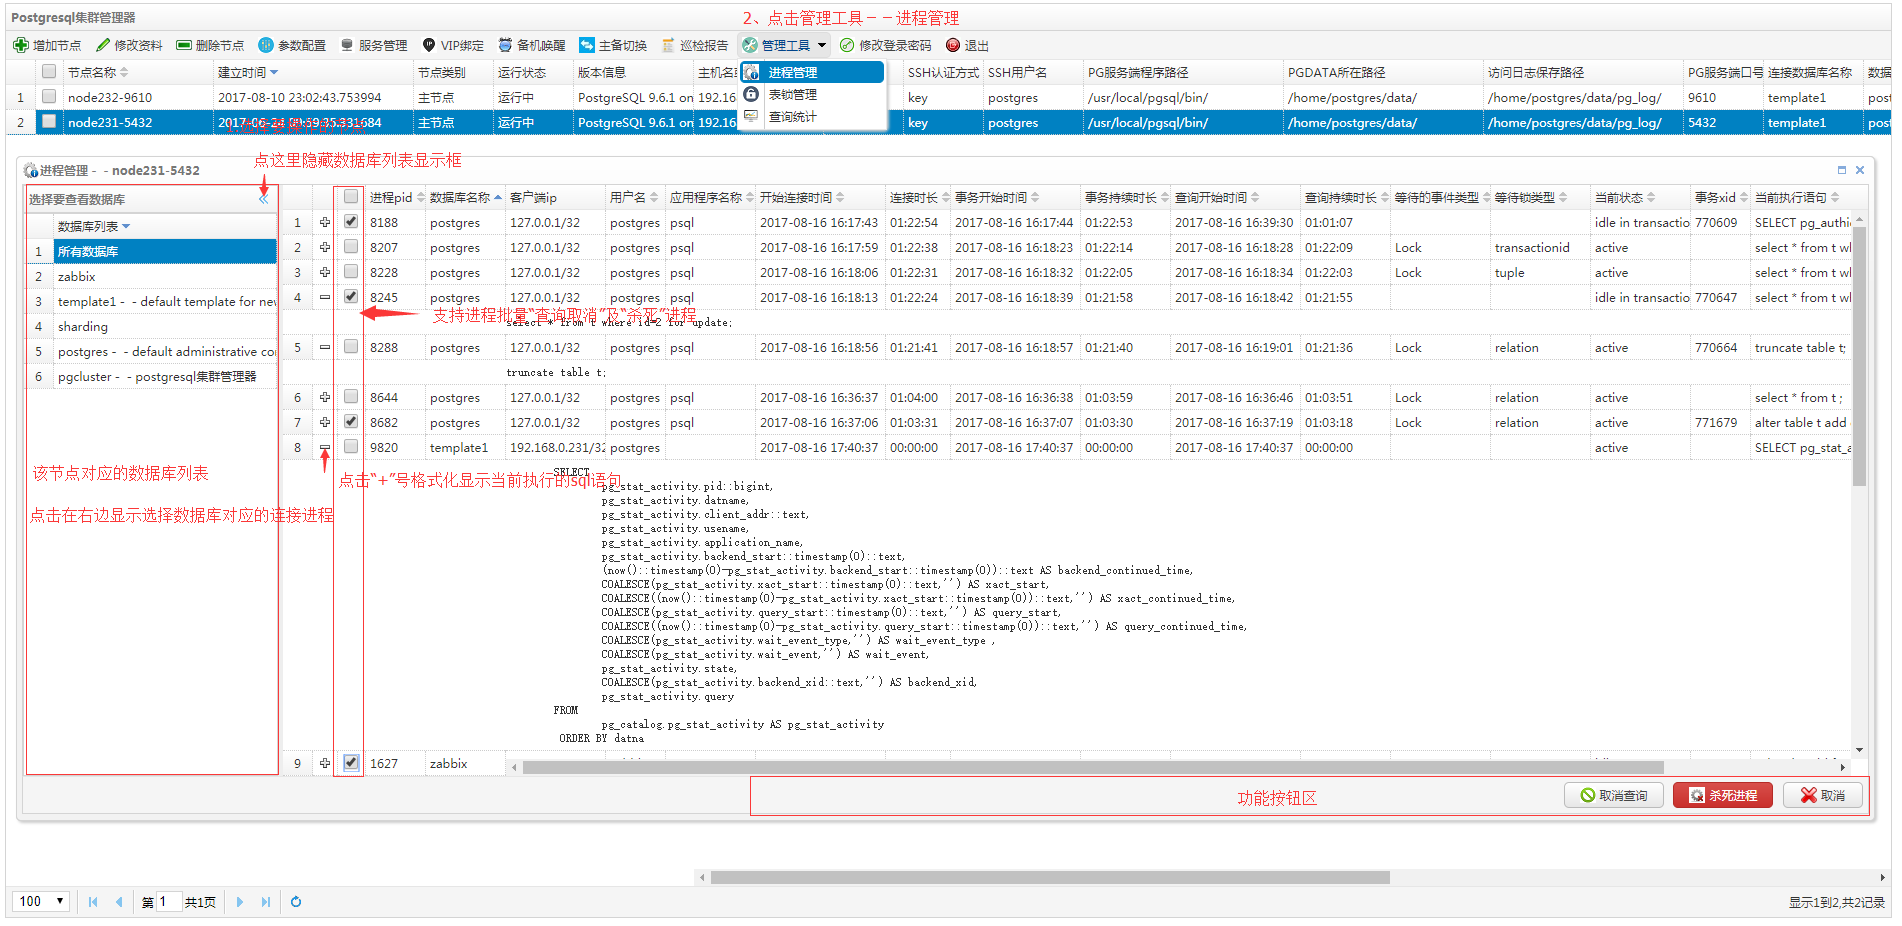 Postgresql集群管理器
2、点击管理工具－－进程管理
增加节点 修改资料 删除节点 参数配置 服务管理 VIP绑定 备机唤醒 主备切换 巡检报告 管理工具 修改登录密码 退出
节点名称 建立时间 节点类别 运行状态 版本信息 主机名 SSH认证方式 SSH用户名 PG服务端程序路径 PGDATA所在路径 访问日志保存路径 PG服务端口号 连接数据库名称 数据
进程管理
表锁管理
查询统计
1 node232-9610 2017-08-10 23:02:43.753994 主节点 运行中 PostgreSQL 9.6.1 on 192.16 key postgres /usr/local/pgsql/bin/ /home/postgres/data/ /home/postgres/data/pg_log/ 9610 template1 post
2 node231-5432 主节点 运行中 PostgreSQL 9.6.1 on 192.16 key postgres /usr/local/pgsql/bin/ /home/postgres/data/ /home/postgres/data/pg_log/ 5432 template1 post
点这里隐藏数据库列表显示框
进程管理 - - node231-5432
选择要查看数据库
数据库列表
1 所有数据库
2 zabbix
3 template1 - - default template for new
4 sharding
5 postgres - - default administrative co
6 pgcluster - - postgresql集群管理器
该节点对应的数据库列表
点击在右边显示选择数据库对应的连接进程
进程pid 数据库名称 客户端ip 用户名 应用程序名称 开始连接时间 连接时长 事务开始时间 事务持续时长 查询开始时间 查询持续时长 等待的事件类型 等待锁类型 当前状态 事务xid 当前执行语句
1 8188 postgres 127.0.0.1/32 postgres psql 2017-08-16 16:17:43 01:22:54 2017-08-16 16:17:44 01:22:53 2017-08-16 16:39:30 01:01:07 idle in transactio 770609 SELECT pg_authi
2 8207 postgres 127.0.0.1/32 postgres psql 2017-08-16 16:17:59 01:22:38 2017-08-16 16:18:23 01:22:14 2017-08-16 16:18:28 01:22:09 Lock transactionid active select * from t wh
3 8228 postgres 127.0.0.1/32 postgres psql 2017-08-16 16:18:06 01:22:31 2017-08-16 16:18:32 01:22:05 2017-08-16 16:18:34 01:22:03 Lock tuple active select * from t wh
4 8245 postgres 127.0.0.1/32 postgres psql 2017-08-16 16:18:13 01:22:24 2017-08-16 16:18:39 01:21:58 2017-08-16 16:18:42 01:21:55 idle in transactio 770647 select * from t wh
支持进程批量“查询取消”及“杀死”进程
select * from t where id=2 for update;
5 8288 postgres 127.0.0.1/32 postgres psql 2017-08-16 16:18:56 01:21:41 2017-08-16 16:18:57 01:21:40 2017-08-16 16:19:01 01:21:36 Lock relation active 770664 truncate table t;
truncate table t;
6 8644 postgres 127.0.0.1/32 postgres psql 2017-08-16 16:36:37 01:04:00 2017-08-16 16:36:38 01:03:59 2017-08-16 16:36:46 01:03:51 Lock relation active select * from t ;
7 8682 postgres 127.0.0.1/32 postgres psql 2017-08-16 16:37:06 01:03:31 2017-08-16 16:37:07 01:03:30 2017-08-16 16:37:19 01:03:18 Lock relation active 771679 alter table t add
8 9820 template1 192.168.0.231/32 postgres 2017-08-16 17:40:37 00:00:00 2017-08-16 17:40:37 00:00:00 2017-08-16 17:40:37 00:00:00 active SELECT pg_stat_a
点击“+”号格式化显示当前执行的sql语句
SELECT
pg_stat_activity.pid::bigint,
pg_stat_activity.datname,
pg_stat_activity.client_addr::text,
pg_stat_activity.usename,
pg_stat_activity.application_name,
pg_stat_activity.backend_start::timestamp(0)::text,
(now()::timestamp(0)-pg_stat_activity.backend_start::timestamp(0))::text AS backend_continued_time,
COALESCE(pg_stat_activity.xact_start::timestamp(0)::text,'') AS xact_start,
COALESCE((now()::timestamp(0)-pg_stat_activity.xact_start::timestamp(0))::text,'') AS xact_continued_time,
COALESCE(pg_stat_activity.query_start::timestamp(0)::text,'') AS query_start,
COALESCE((now()::timestamp(0)-pg_stat_activity.query_start::timestamp(0))::text,'') AS query_continued_time,
COALESCE(pg_stat_activity.wait_event_type,'') AS wait_event_type ,
COALESCE(pg_stat_activity.wait_event,'') AS wait_event,
pg_stat_activity.state,
COALESCE(pg_stat_activity.backend_xid::text,'') AS backend_xid,
pg_stat_activity.query
FROM
pg_catalog.pg_stat_activity AS pg_stat_activity
ORDER BY datna
9 1627 zabbix
功能按钮区
取消查询 杀死进程 取消
100 第 1 共1页
显示1到2,共2记录